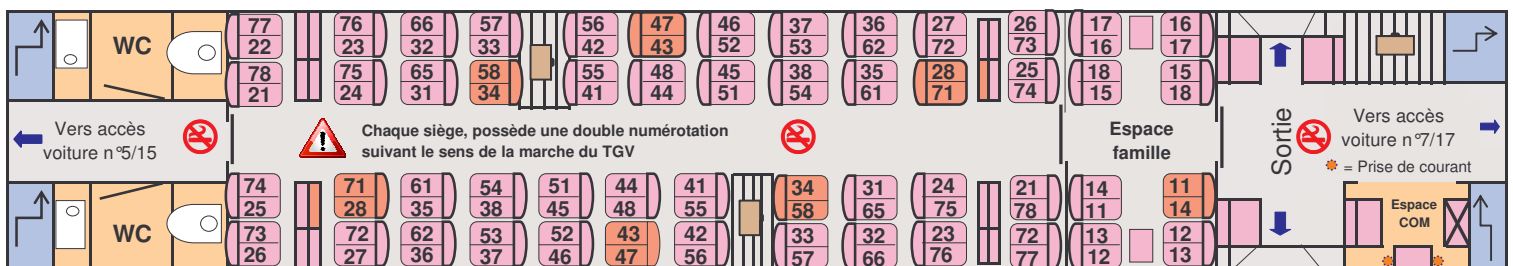 WC
77 76 66 57 56 47 46 37 36 27 26 17 16
22 23 32 33 42 43 52 53 62 72 73 16 17
78 75 65 58 55 48 45 38 35 28 25 18 15
21 24 31 34 41 44 51 54 61 71 74 15 18
Vers accès
voiture n°5/15
Chaque siège, possède une double numérotation
suivant le sens de la marche du TGV
Espace
famille
Sortie
Vers accès
voiture n°7/17
= Prise de courant
WC
74 71 61 54 51 44 41 34 31 24 21 14 11
25 28 35 38 45 48 55 58 65 75 78 11 14
73 72 62 53 52 43 42 33 32 23 72 13 12
26 27 36 37 46 47 56 57 66 76 77 12 13
Espace
COM